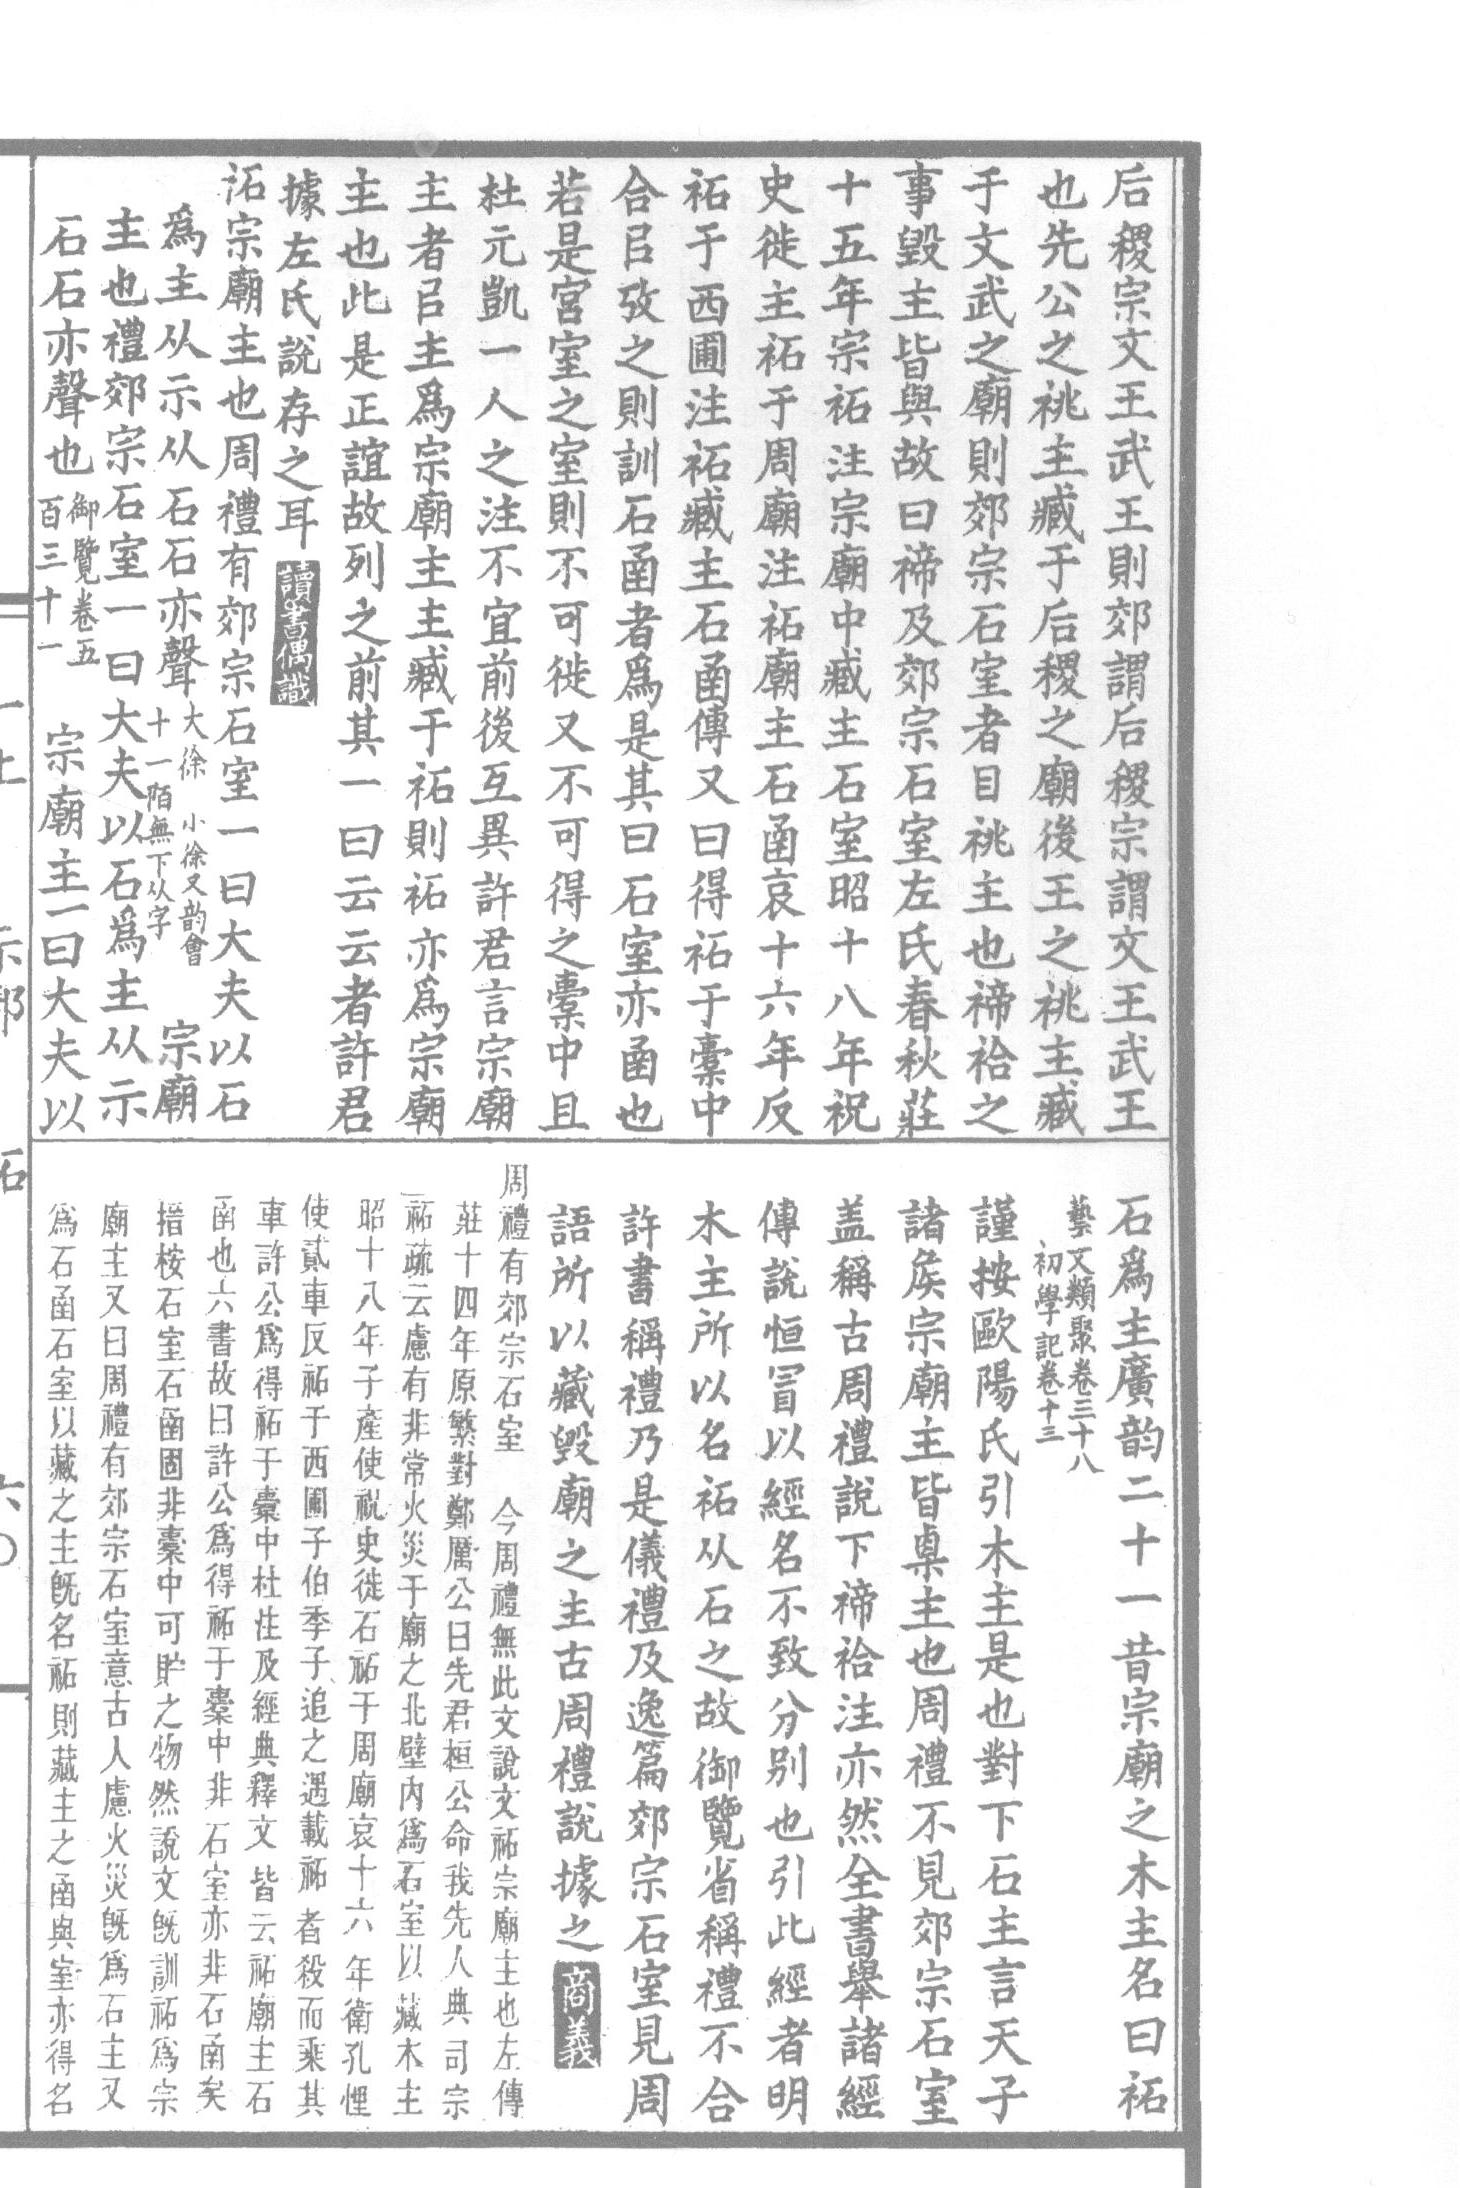 后稷宗文王武王則郊謂后稷宗謂文王武王
也先公之祧主臧于后稷之廟後王之祧主臧
于文武之廟則郊宗石室者目祧主也禘祫之
事毀主皆與故曰禘及郊宗石室左氏春秋莊
十五年宗祏注宗廟中臧主石室昭十八年祝
史徙主祏于周廟注祏廟主石函哀十六年反
祏于西圃注祏臧主石函傳又曰得祏于橐中
合㠯攷之則訓石函者爲是其曰石室亦函也
若是宮室之室則不可徙又不可得之橐中且
杜元凱一人之注不宜前後互異許君言宗廟
主者㠯主爲宗廟主主臧于祏則祏亦爲宗廟
主也此是正誼故列之前其一曰云云者許君
據左氏說存之耳讀書偶識
祏宗廟主也周禮有郊宗石室一曰大夫以石
爲主从示从石石亦聲大徐 小徐又韵會十一陌無下从字 宗廟
主也禮郊宗石室一曰大夫以石爲主从示
石石亦聲也御覽卷五百三十一 宗廟主一曰大夫以
石爲主廣韵二十一昔宗廟之木主名曰祏
藝文類聚卷三十八
初學記卷十三
謹按歐陽氏引木主是也對下石主言天子
諸矦宗廟主皆㮚主也周禮不見郊宗石室
盖稱古周禮說下禘祫注亦然全書舉諸經
傳說恒冒以經名不致分别也引此經者明
木主所以名祏从石之故御覽省稱禮不合
許書稱禮乃是儀禮及逸篇郊宗石室見周
語所以藏毀廟之主古周禮說據之商義
周禮有郊宗石室 今周禮無此文說文祏宗廟主也左傳
莊十四年原繁對鄭厲公曰先君桓公命我先人典司宗
祏疏云慮有非常火災于廟之北壁内爲石室以藏木主
昭十八年子產使祝史徙石祏于周廟哀十六年衛孔悝
使貳車反祏于西圃子伯季子追之遇載祏者殺而乘其
車許公爲得祏于橐中杜注及經典釋文皆云祏廟主石
函也六書故曰許公爲得祏于橐中非石室亦非石函矣
㨗桉石室石函固非橐中可貯之物然說文旣訓祏爲宗
廟主又曰周禮有郊宗石室意古人慮火災旣爲石主又
爲石函石室以藏之主旣名祏則藏主之函與室亦得名